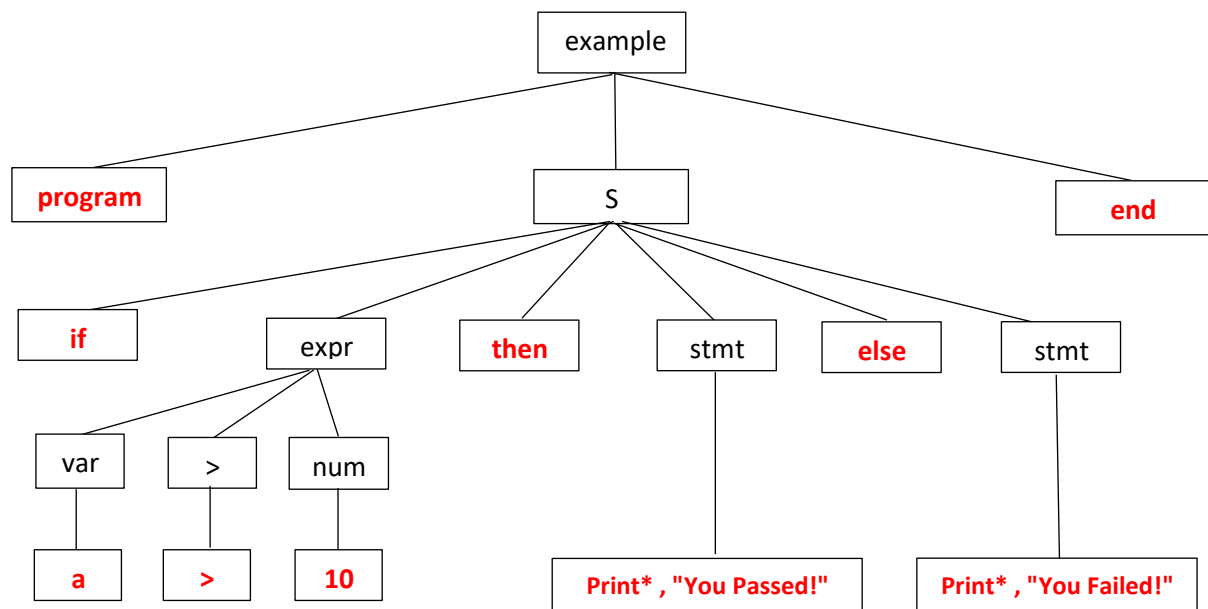 example
program
S
end
if
expr
then
stmt
else
stmt
var
>
num
a
>
10
Print* , "You Passed!"
Print* , "You Failed!"